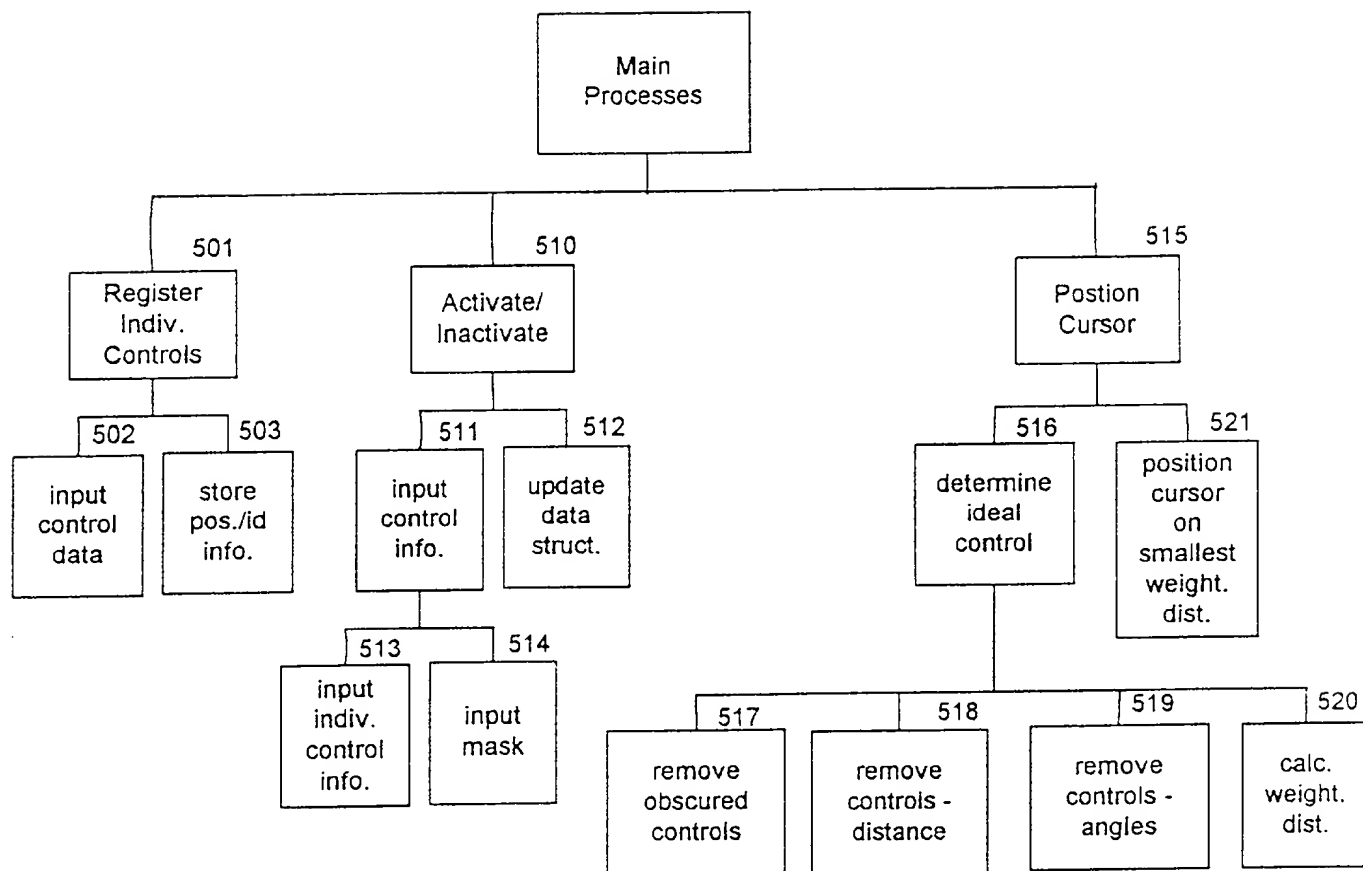 Main
Processes
501
Register
Indiv.
Controls
510
Activate/
Inactivate
515
Postion
Cursor
502
input
control
data
503
store
pos./id
info.
511
input
control
info.
512
update
data
struct.
516
determine
ideal
control
521
position
cursor
on
smallest
weight.
dist.
513
input
indiv.
control
info.
514
input
mask
517
remove
obscured
controls
518
remove
controls -
distance
519
remove
controls -
angles
520
calc.
weight.
dist.